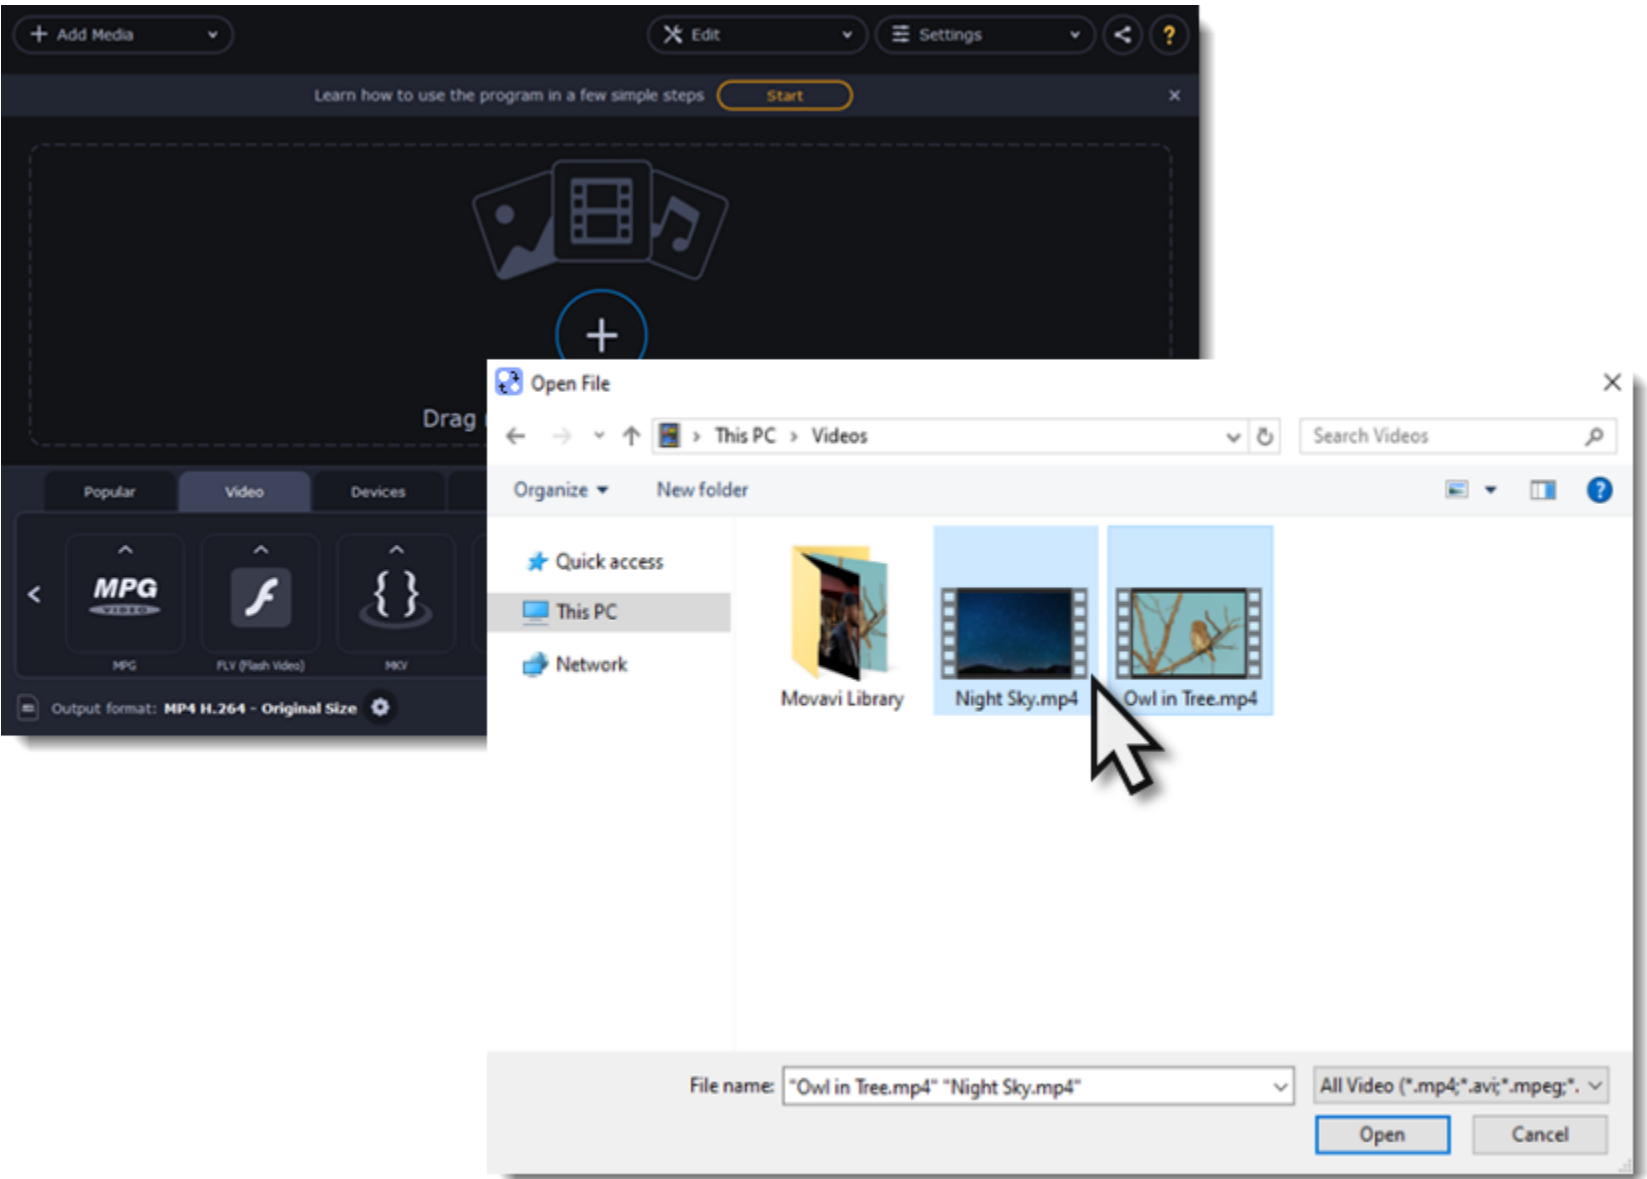 Add Media
Edit
Settings
?
Learn how to use the program in a few simple steps
Start
Drag
Popular
Video
Devices
MPG
VIDEO
MPG
FLV (Flash Video)
MKV
Output format: MP4 H.264 - Original Size
Open File
This PC > Videos
Search Videos
Organize
New folder
?
Quick access
This PC
Network
Movavi Library
Night Sky.mp4
Owl in Tree.mp4
File name: "Owl in Tree.mp4" "Night Sky.mp4"
All Video (*.mp4;*.avi;*.mpeg;*.
Open
Cancel